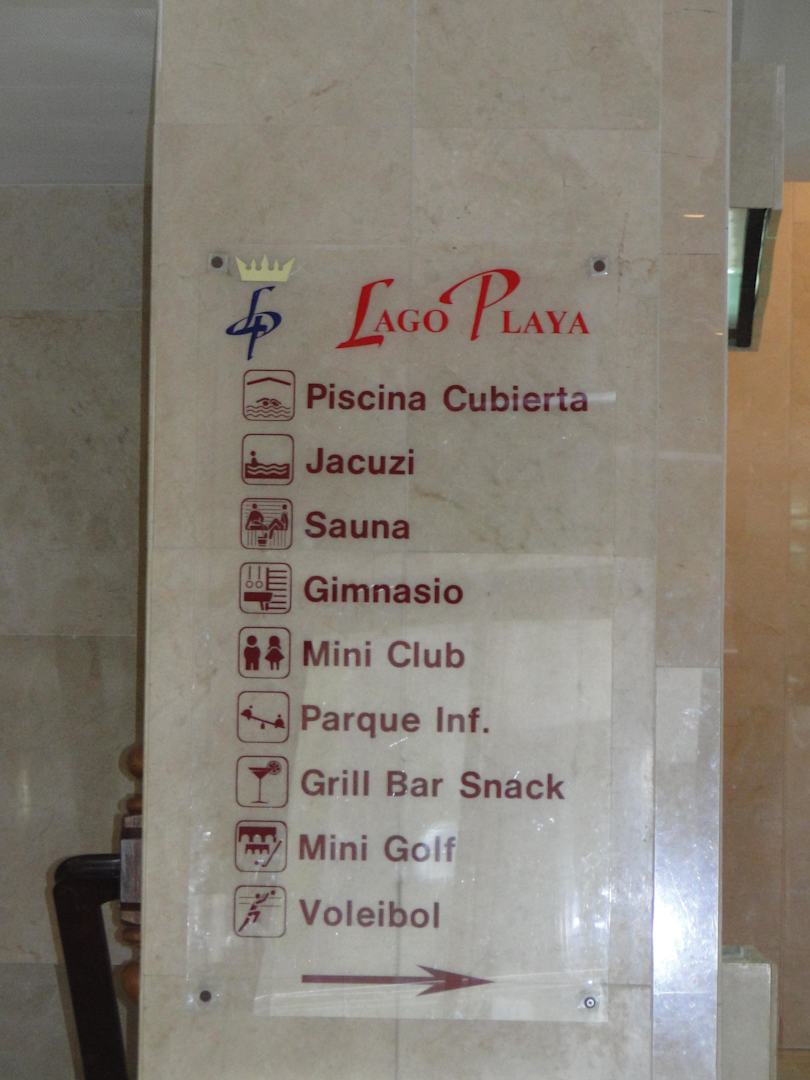 LP
LAGO PLAYA
Piscina Cubierta
Jacuzi
Sauna
Gimnasio
Mini Club
Parque Inf.
Grill Bar Snack
Mini Golf
Voleibol